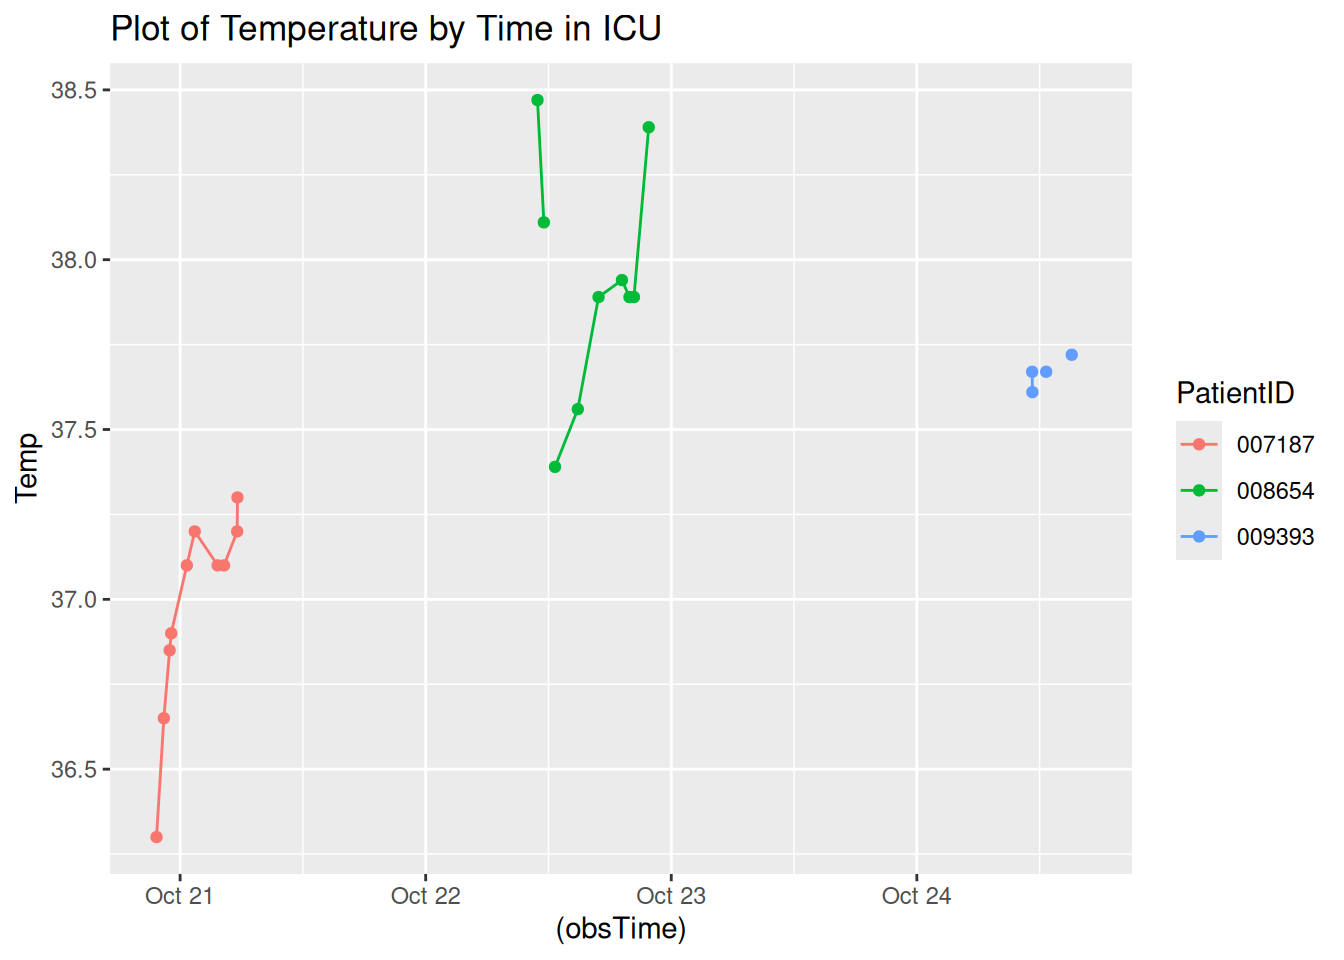 Plot of Temperature by Time in ICU
38.5
38.0
37.5
37.0
36.5
Temp
Oct 21 Oct 22 Oct 23 Oct 24
(obsTime)
PatientID
007187
008654
009393